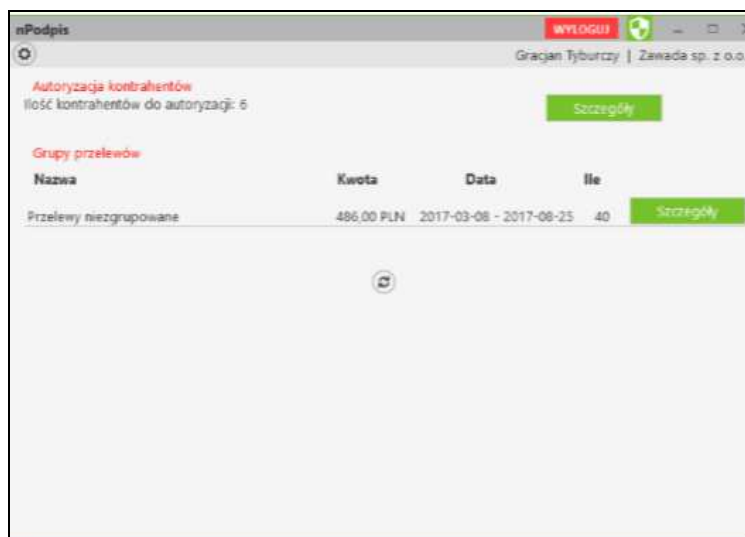 nPodpis WYLOGUJ
Gracjan Tyburczy | Zawada sp. z o.o.
Autoryzacja kontrahentów
Ilość kontrahentów do autoryzacji: 6 Szczegóły
Grupy przelewów
Nazwa Kwota Data Ile
Przelewy niezgrupowane 486,00 PLN 2017-03-08 - 2017-08-25 40 Szczegóły